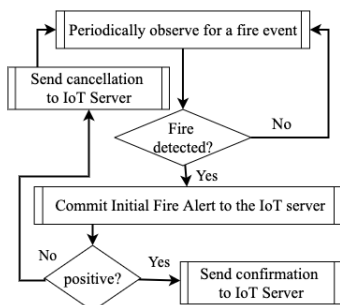 Periodically observe for a fire event
Send cancellation
to IoT Server
Fire
detected?
No
Yes
Commit Initial Fire Alert to the IoT server
No
positive?
Yes
Send confirmation
to IoT Server